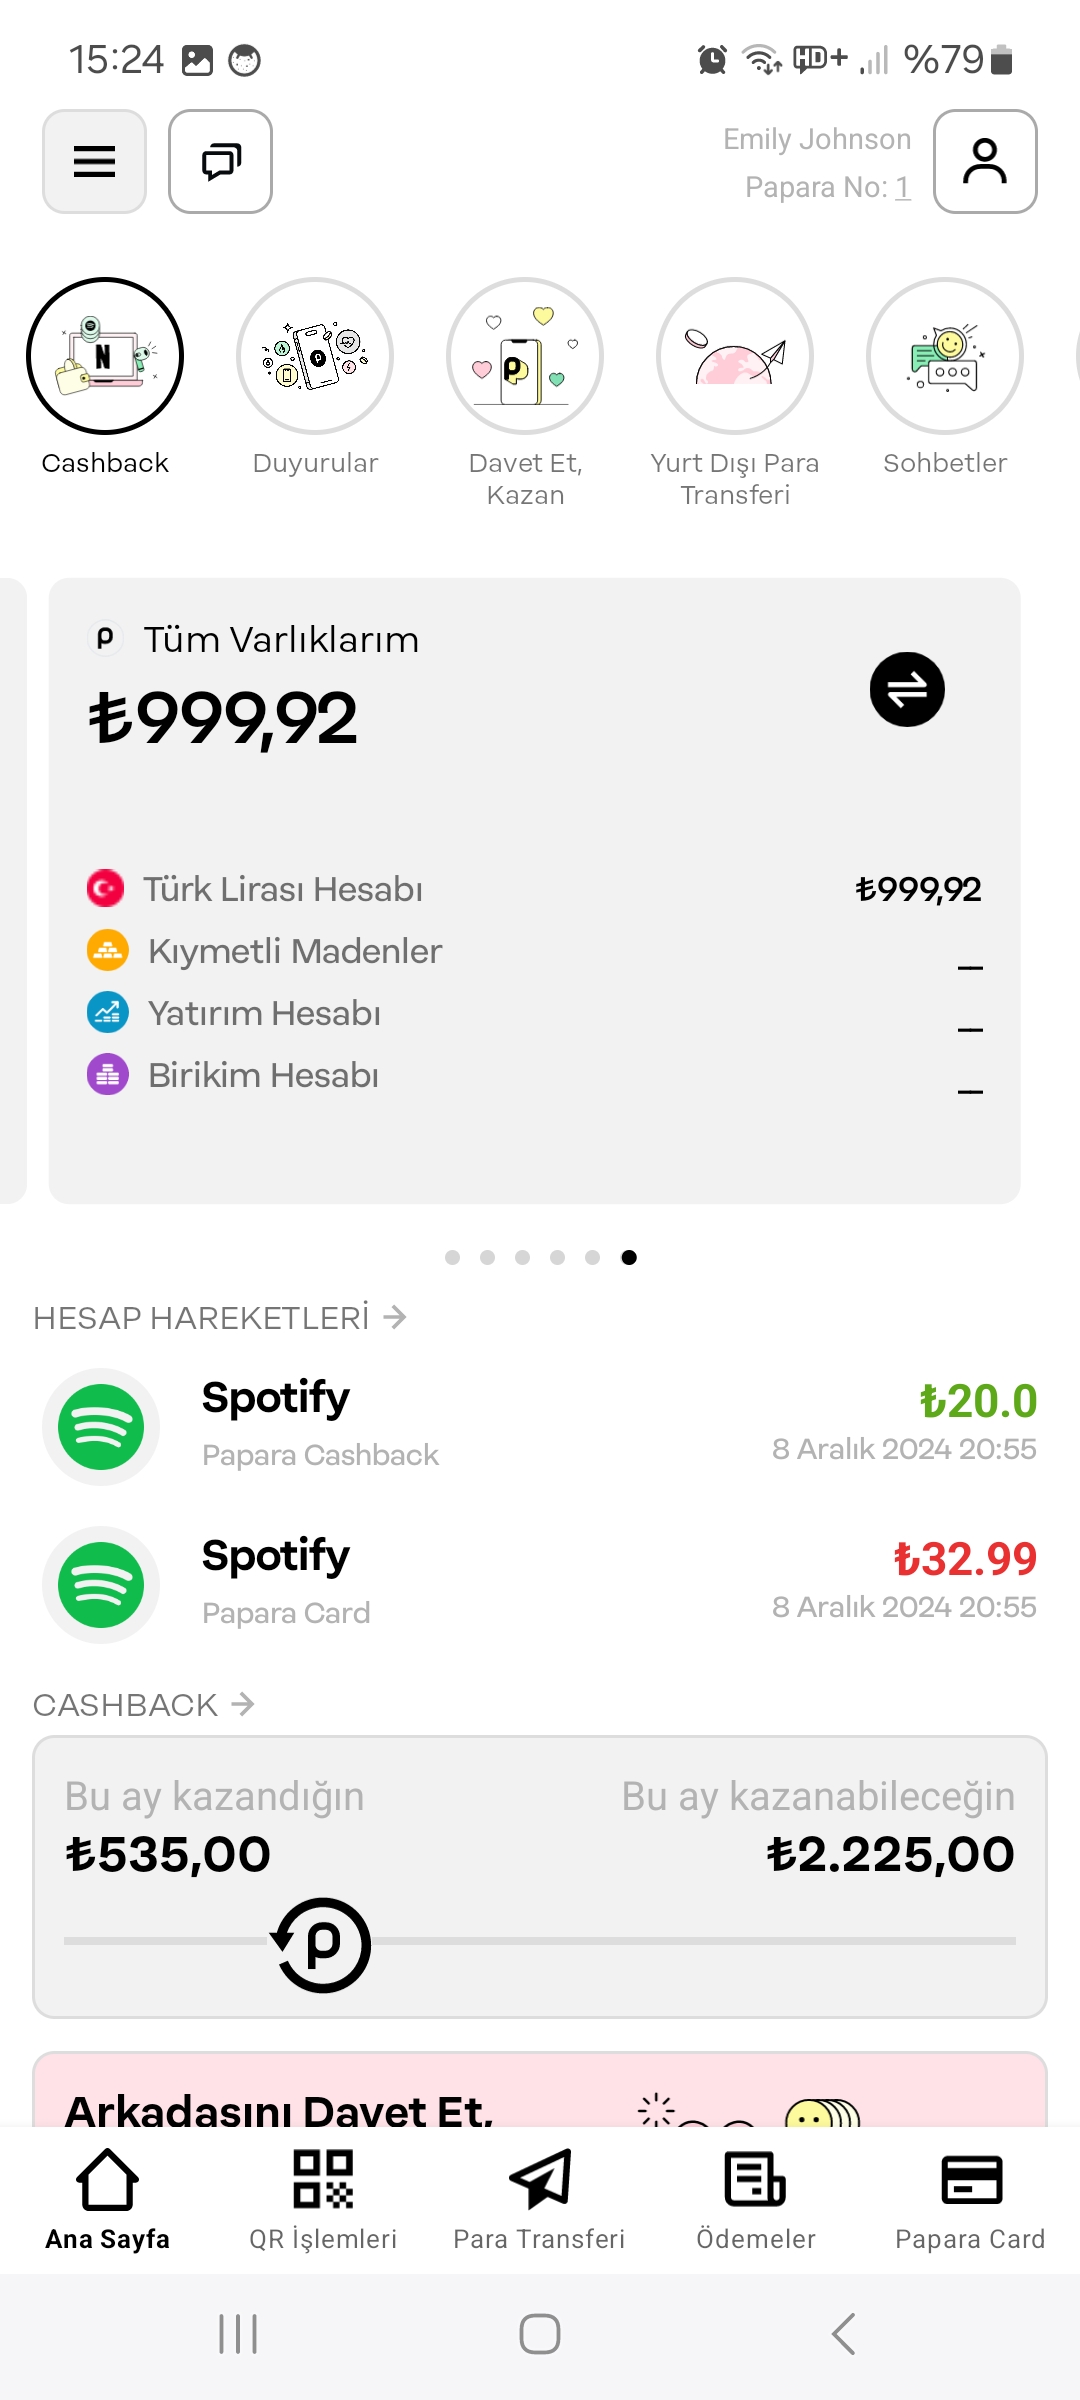 15:24
HD+
%79
Emily Johnson
Papara No: 1
N
Cashback
Duyurular
Davet Et,
Kazan
Yurt Dışı Para
Transferi
Sohbetler
Tüm Varlıklarım
₺999,92
Türk Lirası Hesabı
₺999,92
Kıymetli Madenler
—
Yatırım Hesabı
—
Birikim Hesabı
—
HESAP HAREKETLERİ →
Spotify
₺20.0
Papara Cashback
8 Aralık 2024 20:55
Spotify
₺32.99
Papara Card
8 Aralık 2024 20:55
CASHBACK →
Bu ay kazandığın
Bu ay kazanabileceğin
₺535,00
₺2.225,00
Arkadaşını Davet Et,
Ana Sayfa
QR İşlemleri
Para Transferi
Ödemeler
Papara Card